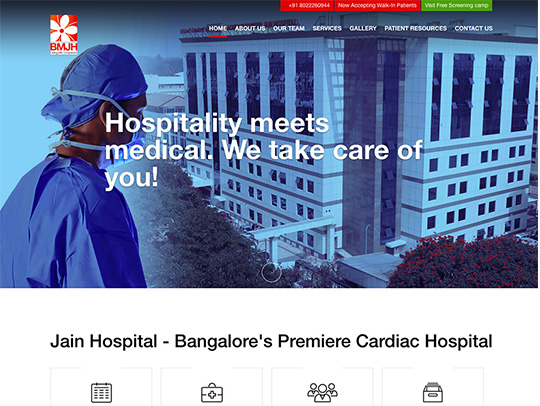 +91 8022260944 Now Accepting Walk-In Patients Visit Free Screening camp
BMJH
HOME ABOUT US OUR TEAM SERVICES GALLERY PATIENT RESOURCES CONTACT US
Hospitality meets
medical. We take care of
you!
Jain Hospital - Bangalore's Premiere Cardiac Hospital